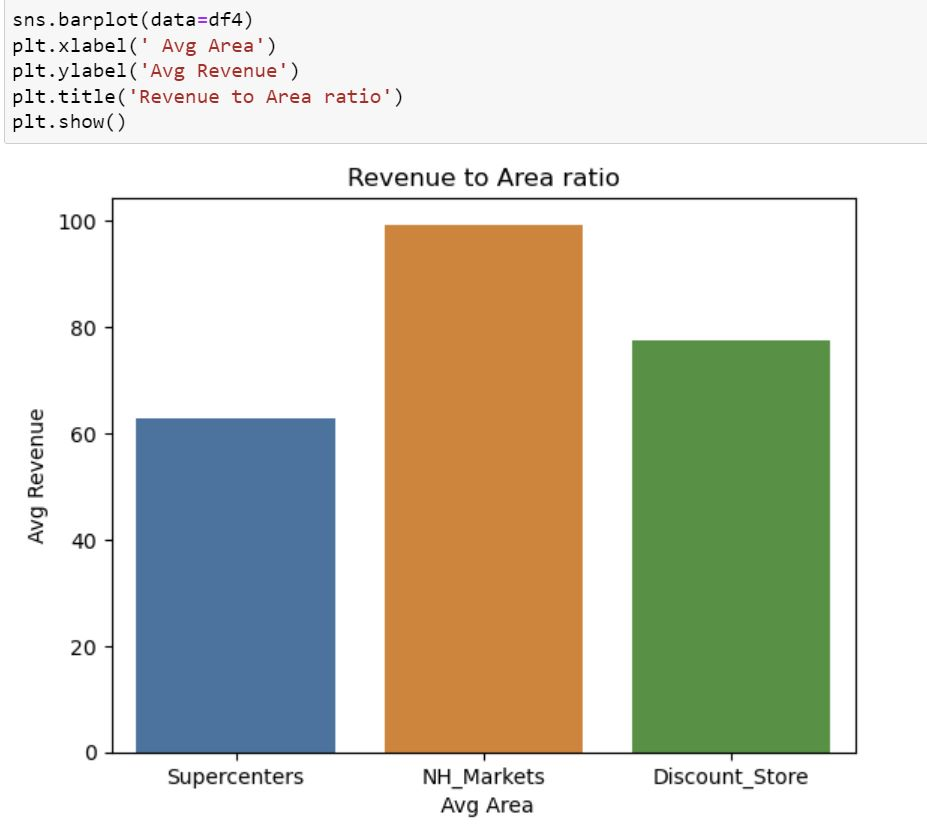 sns.barplot(data=df4)
plt.xlabel(' Avg Area')
plt.ylabel('Avg Revenue')
plt.title('Revenue to Area ratio')
plt.show()
Revenue to Area ratio
100
80
60
40
20
0
Avg Revenue
Supercenters NH_Markets Discount_Store
Avg Area